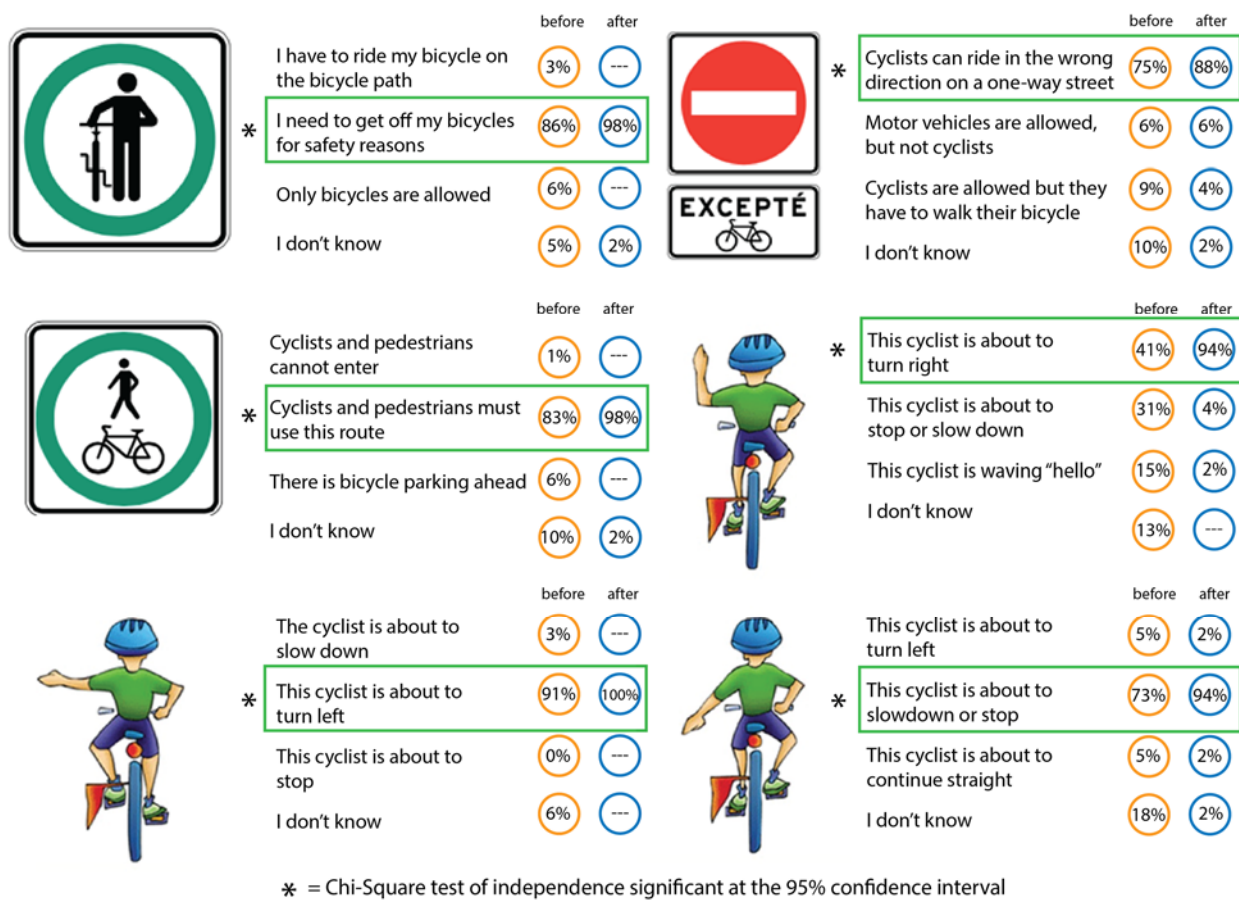 before after
I have to ride my bicycle on
the bicycle path
3% ---
* I need to get off my bicycles
for safety reasons
86% 98%
Only bicycles are allowed 6% ---
I don't know 5% 2%
before after
* Cyclists can ride in the wrong
direction on a one-way street
75% 88%
Motor vehicles are allowed,
but not cyclists
6% 6%
Cyclists are allowed but they
have to walk their bicycle
9% 4%
I don't know 10% 2%
EXCEPTÉ
before after
Cyclists and pedestrians
cannot enter
1% ---
* Cyclists and pedestrians must
use this route
83% 98%
There is bicycle parking ahead 6% ---
I don't know 10% 2%
before after
* This cyclist is about to
turn right
41% 94%
This cyclist is about to
stop or slow down
31% 4%
This cyclist is waving "hello" 15% 2%
I don't know
13% ---
before after
The cyclist is about to
slow down
3% ---
* This cyclist is about to
turn left
91% 100%
This cyclist is about to
stop
0% ---
I don't know 6% ---
before after
This cyclist is about to
turn left
5% 2%
* This cyclist is about to
slowdown or stop
73% 94%
This cyclist is about to
continue straight
5% 2%
I don't know 18% 2%
* = Chi-Square test of independence significant at the 95% confidence interval